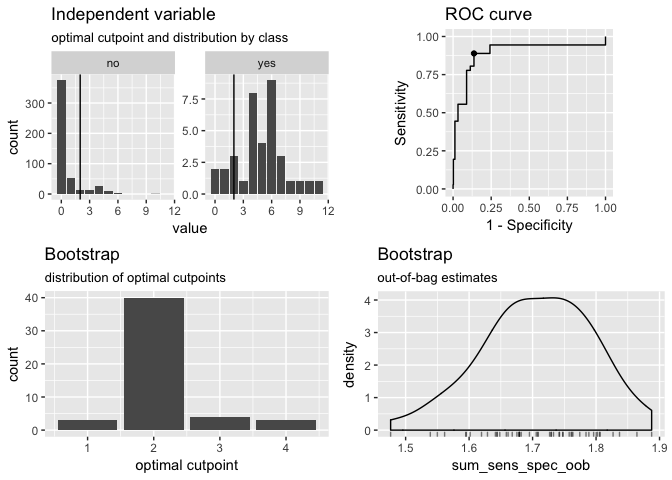 Independent variable
optimal cutpoint and distribution by class
no
yes
count
300
200
100
0
7.5
5.0
2.5
0.0
0 3 6 9 12
0 3 6 9 12
value
ROC curve
Sensitivity
1.00
0.75
0.50
0.25
0.00
0.00 0.25 0.50 0.75 1.00
1 - Specificity
Bootstrap
distribution of optimal cutpoints
count
40
30
20
10
0
1 2 3 4
optimal cutpoint
Bootstrap
out-of-bag estimates
density
4
3
2
1
0
1.5 1.6 1.7 1.8 1.9
sum_sens_spec_oob